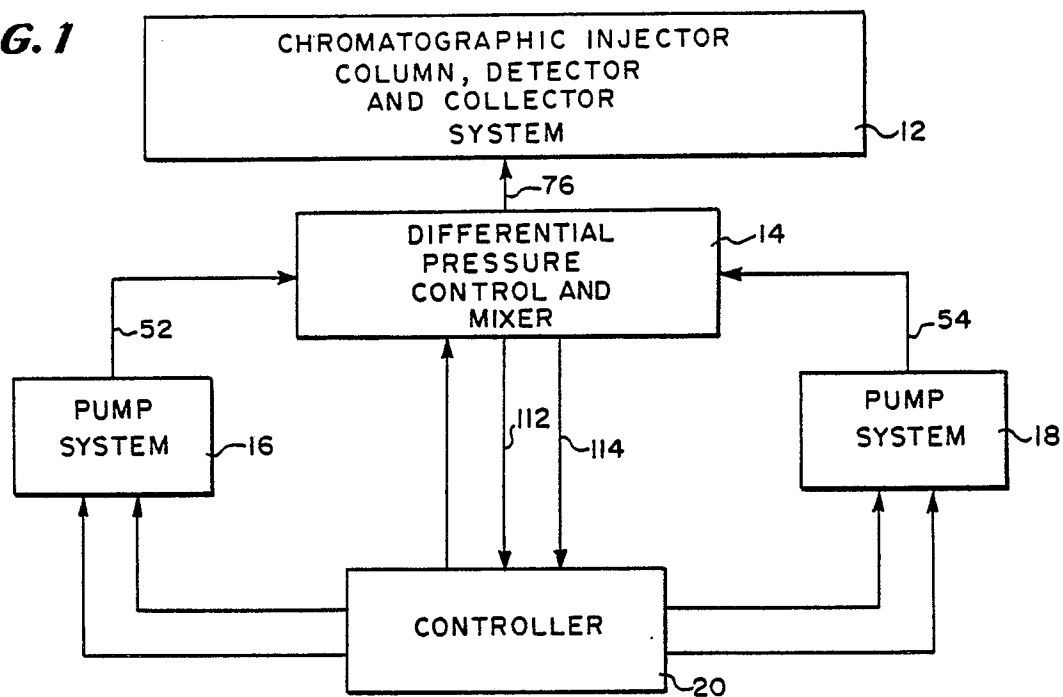 G. 1
CHROMATOGRAPHIC INJECTOR
COLUMN, DETECTOR
AND COLLECTOR
SYSTEM
12
76
DIFFERENTIAL
PRESSURE
CONTROL AND
MIXER
14
52
54
PUMP
SYSTEM
16
112
114
PUMP
SYSTEM
18
CONTROLLER
20